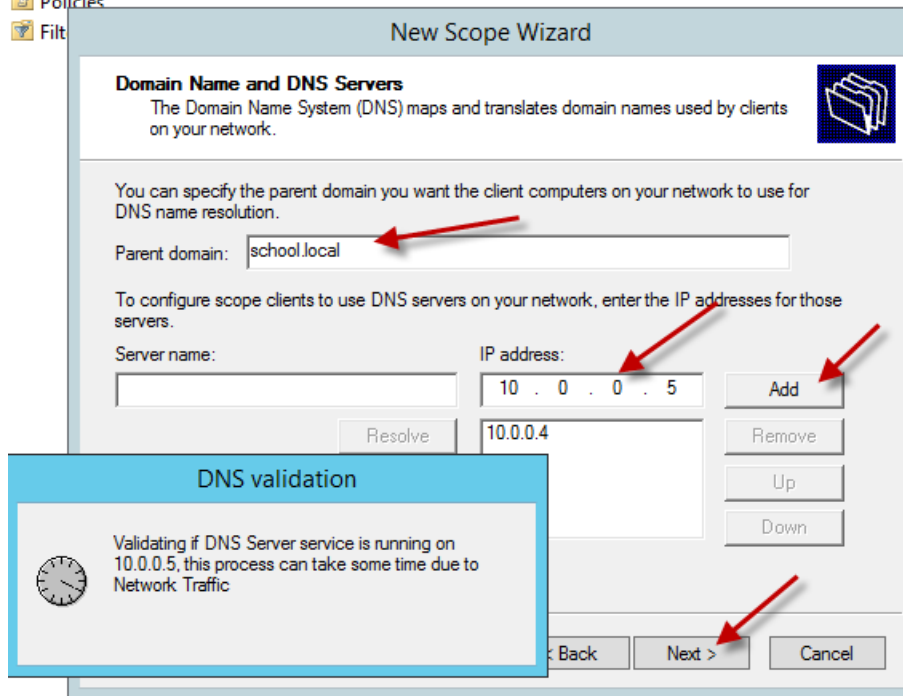 Policies
Filt
New Scope Wizard
Domain Name and DNS Servers
The Domain Name System (DNS) maps and translates domain names used by clients
on your network.
You can specify the parent domain you want the client computers on your network to use for
DNS name resolution.
Parent domain: school.local
To configure scope clients to use DNS servers on your network, enter the IP addresses for those
servers.
Server name: IP address:
10 . 0 . 0 . 5 Add
Resolve 10.0.0.4 Remove
Up
Down
DNS validation
Validating if DNS Server service is running on
10.0.0.5, this process can take some time due to
Network Traffic
< Back Next > Cancel